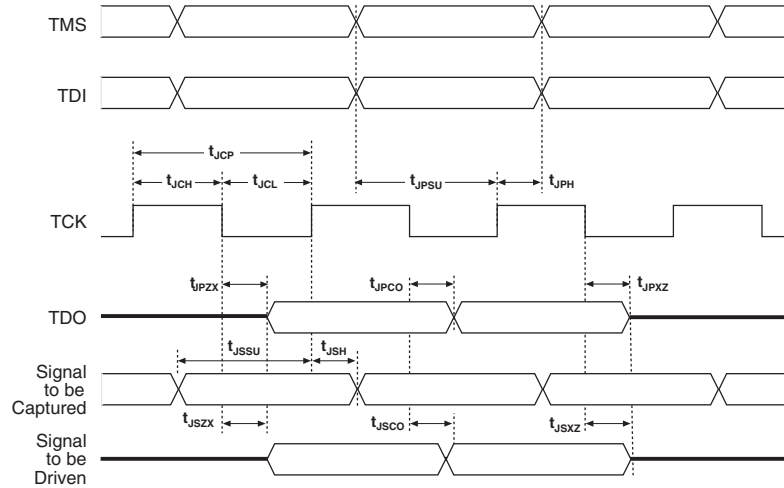 TMS
TDI
tJCP
tJCH
tJCL
tJPSU
tJPH
TCK
tJPZX
tJPCO
tJPXZ
TDO
tJSSU
tJSH
Signal
to be
Captured
tJSZX
tJSCO
tJSXZ
Signal
to be
Driven